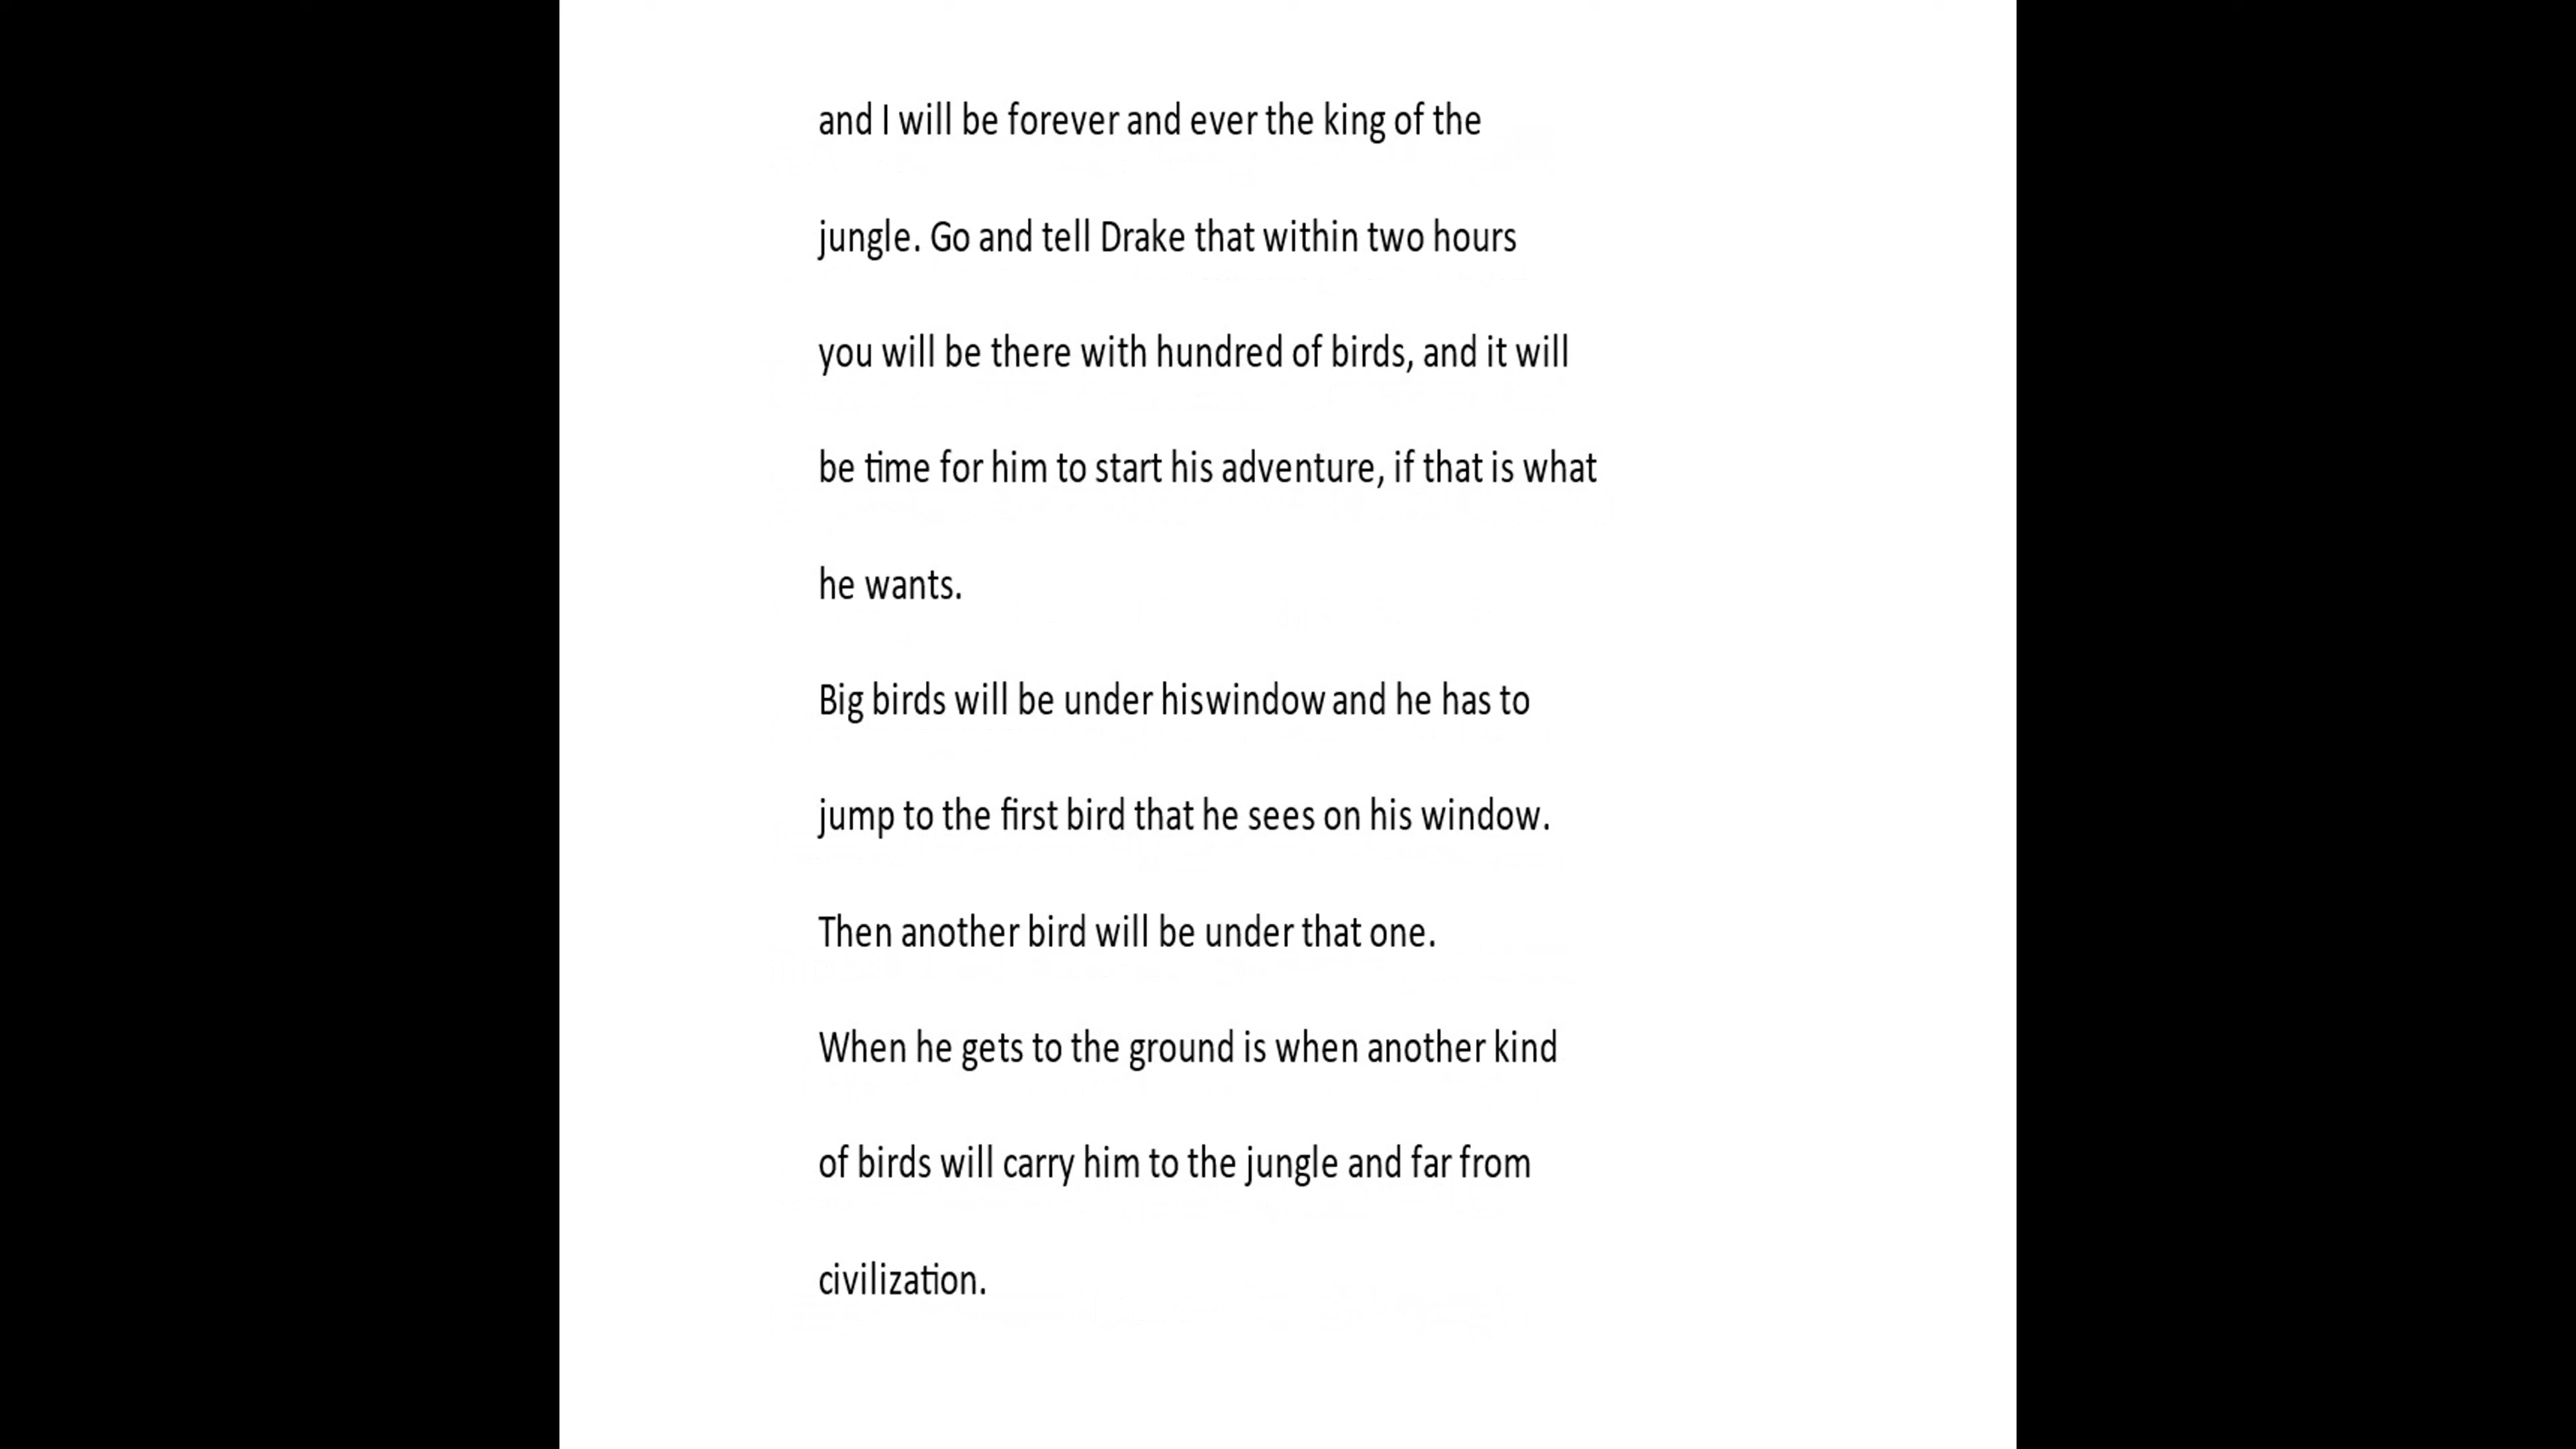 and I will be forever and ever the king of the
jungle. Go and tell Drake that within two hours
you will be there with hundred of birds, and it will
be time for him to start his adventure, if that is what
he wants.
Big birds will be under hiswindow and he has to
jump to the first bird that he sees on his window.
Then another bird will be under that one.
When he gets to the ground is when another kind
of birds will carry him to the jungle and far from
civilization.